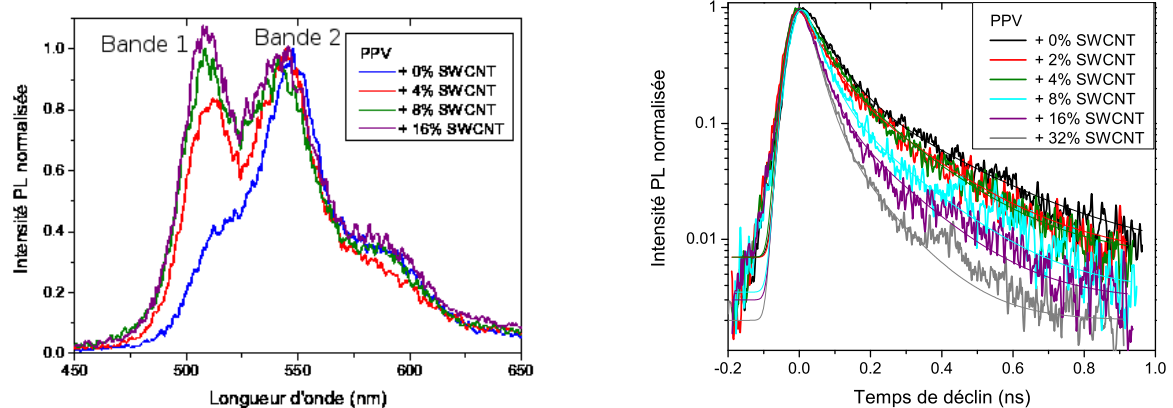 Bande 1
Bande 2
PPV
+ 0% SWCNT
+ 4% SWCNT
+ 8% SWCNT
+ 16% SWCNT
Intensité PL normalisée
1.0
0.8
0.6
0.4
0.2
0.0
450
500
550
600
650
Longueur d'onde (nm)
PPV
+ 0% SWCNT
+ 2% SWCNT
+ 4% SWCNT
+ 8% SWCNT
+ 16% SWCNT
+ 32% SWCNT
Intensité PL normalisée
1
0.1
0.01
-0.2
0.0
0.2
0.4
0.6
0.8
1.0
Temps de déclin (ns)